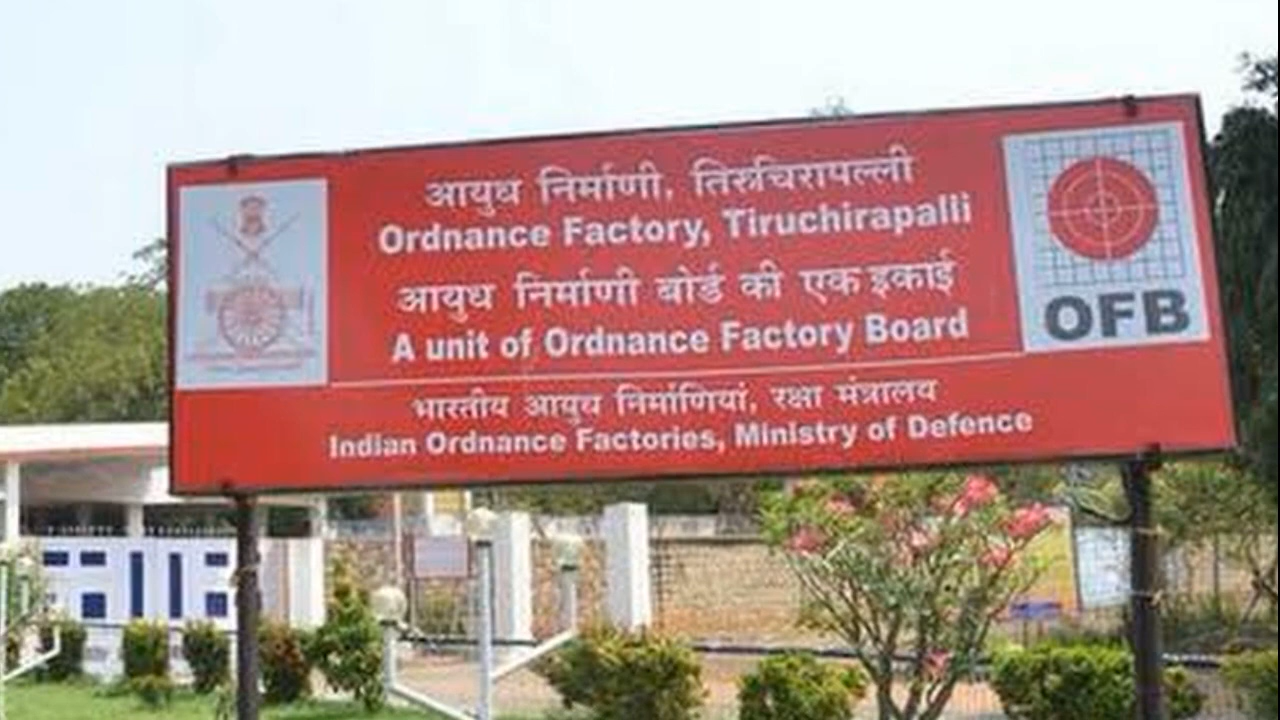 आयुध निर्माणी, तिरुचिरापल्ली
Ordnance Factory, Tiruchirapalli
आयुध निर्माणी बोर्ड की एक इकाई
A unit of Ordnance Factory Board
भारतीय आयुध निर्माणियां, रक्षा मंत्रालय
Indian Ordnance Factories, Ministry of Defence
OFB